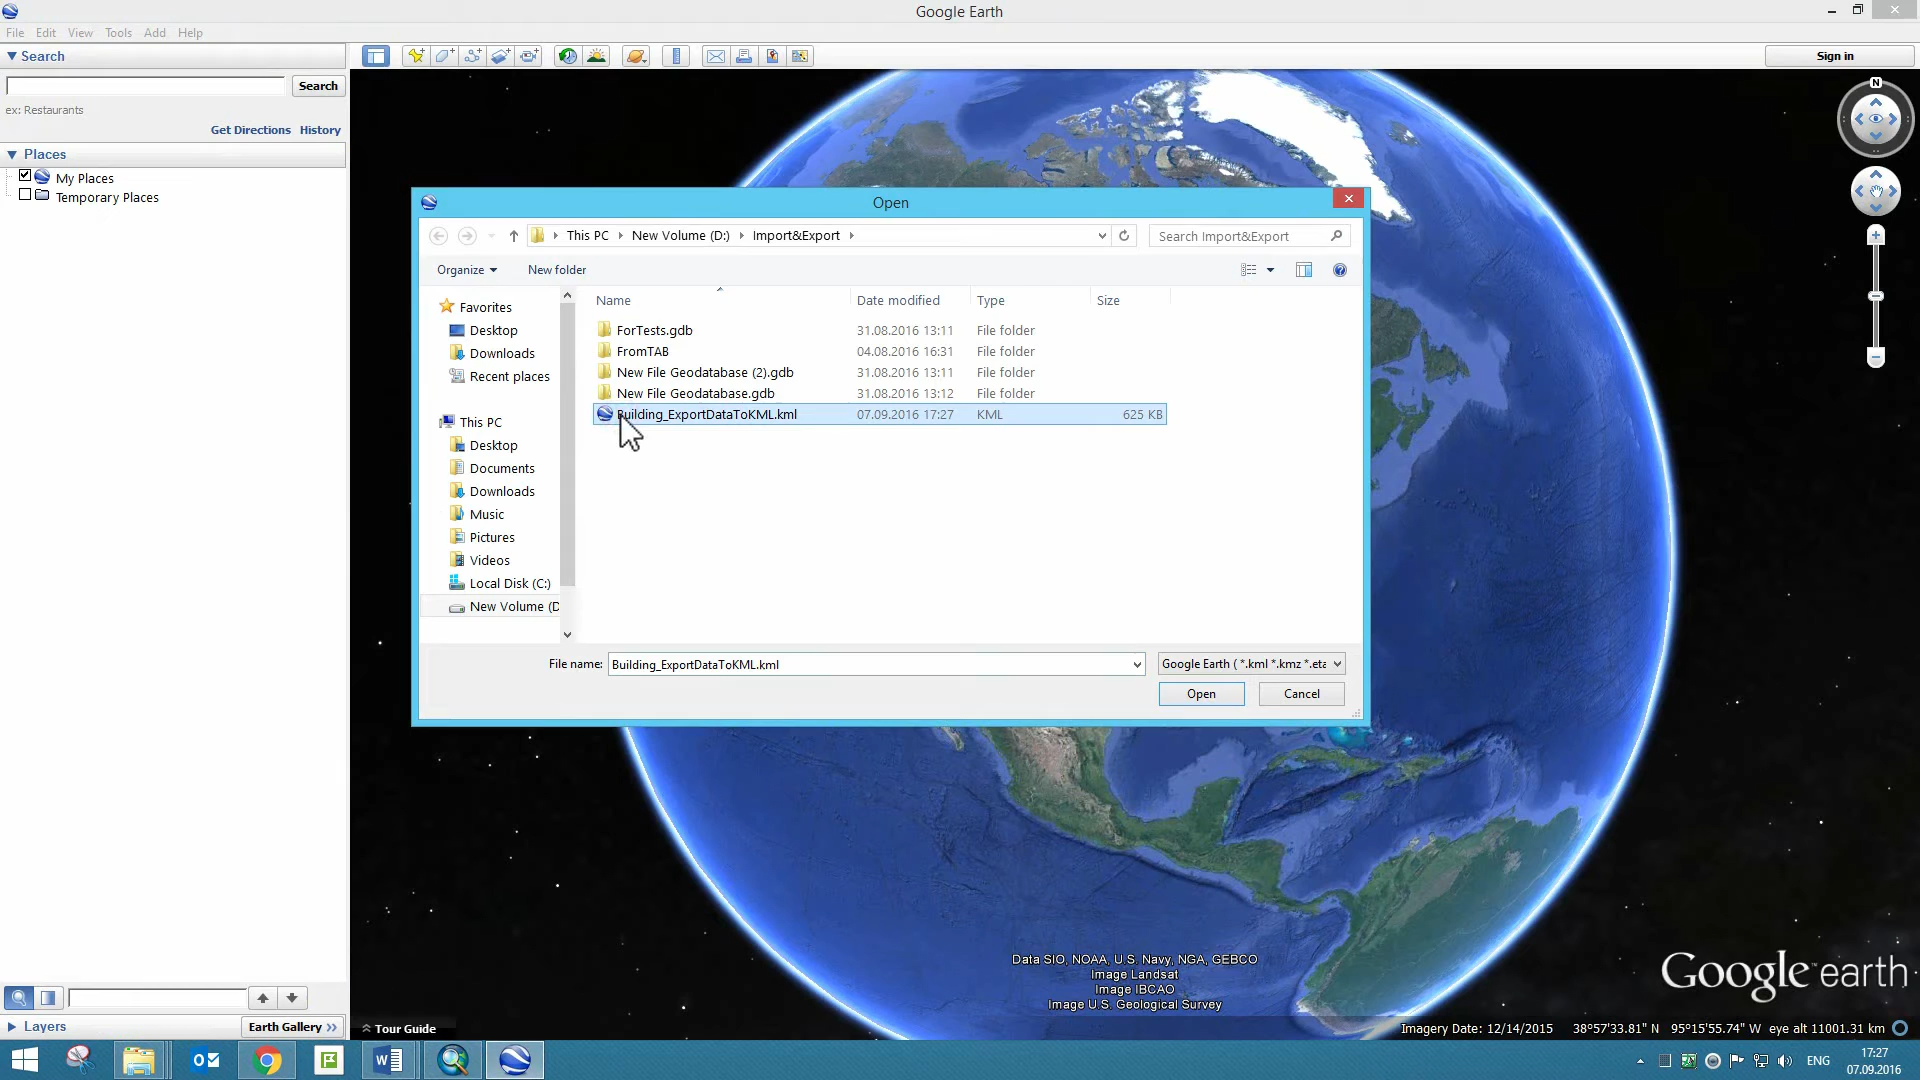 Google Earth
File Edit View Tools Add Help
Search
Search
ex: Restaurants
Get Directions History
Places
My Places
Temporary Places
Sign in
N
Open
This PC New Volume (D:) Import&Export
Search Import&Export
Organize New folder
Name Date modified Type Size
ForTests.gdb 31.08.2016 13:11 File folder
FromTAB 04.08.2016 16:31 File folder
New File Geodatabase (2).gdb 31.08.2016 13:11 File folder
New File Geodatabase.gdb 31.08.2016 13:12 File folder
Building_ExportDataToKML.kml 07.09.2016 17:27 KML 625 KB
Favorites
Desktop
Downloads
Recent places
This PC
Desktop
Documents
Downloads
Music
Pictures
Videos
Local Disk (C:)
New Volume (D
File name: Building_ExportDataToKML.kml Google Earth ( *.kml *.kmz *.eta
Open Cancel
Data SIO, NOAA, U.S. Navy, NGA, GEBCO
Image Landsat
Image IBCAO
Image U.S. Geological Survey
Google earth
Layers Earth Gallery >>
Tour Guide
Imagery Date: 12/14/2015 38°57'33.81" N 95°15'55.74" W eye alt 11001.31 km
ENG
17:27
07.09.2016